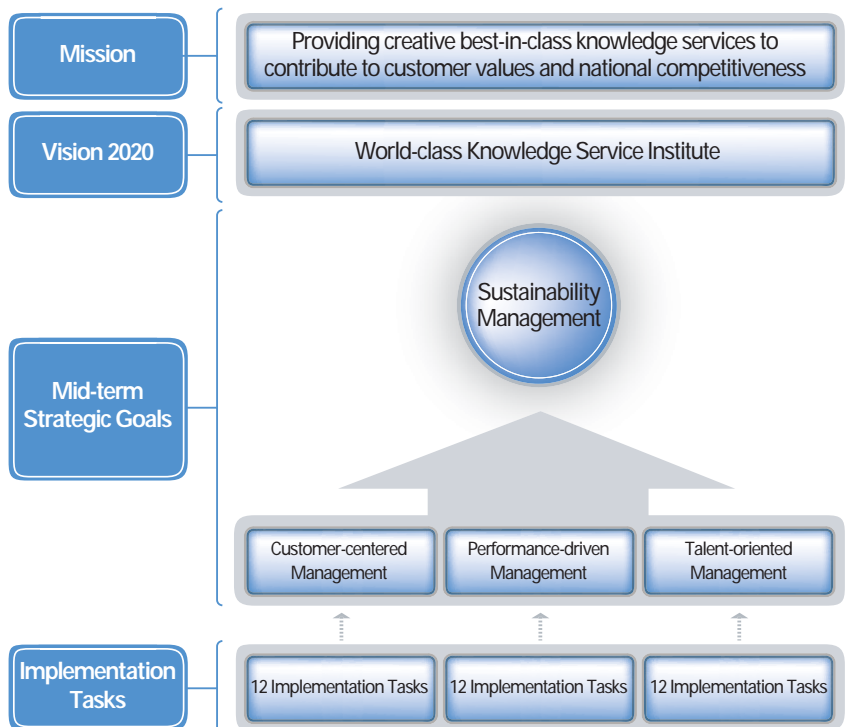 Mission
Providing creative best-in-class knowledge services to
contribute to customer values and national competitiveness
Vision 2020
World-class Knowledge Service Institute
Mid-term
Strategic Goals
Sustainability
Management
Customer-centered
Management
Performance-driven
Management
Talent-oriented
Management
Implementation
Tasks
12 Implementation Tasks
12 Implementation Tasks
12 Implementation Tasks